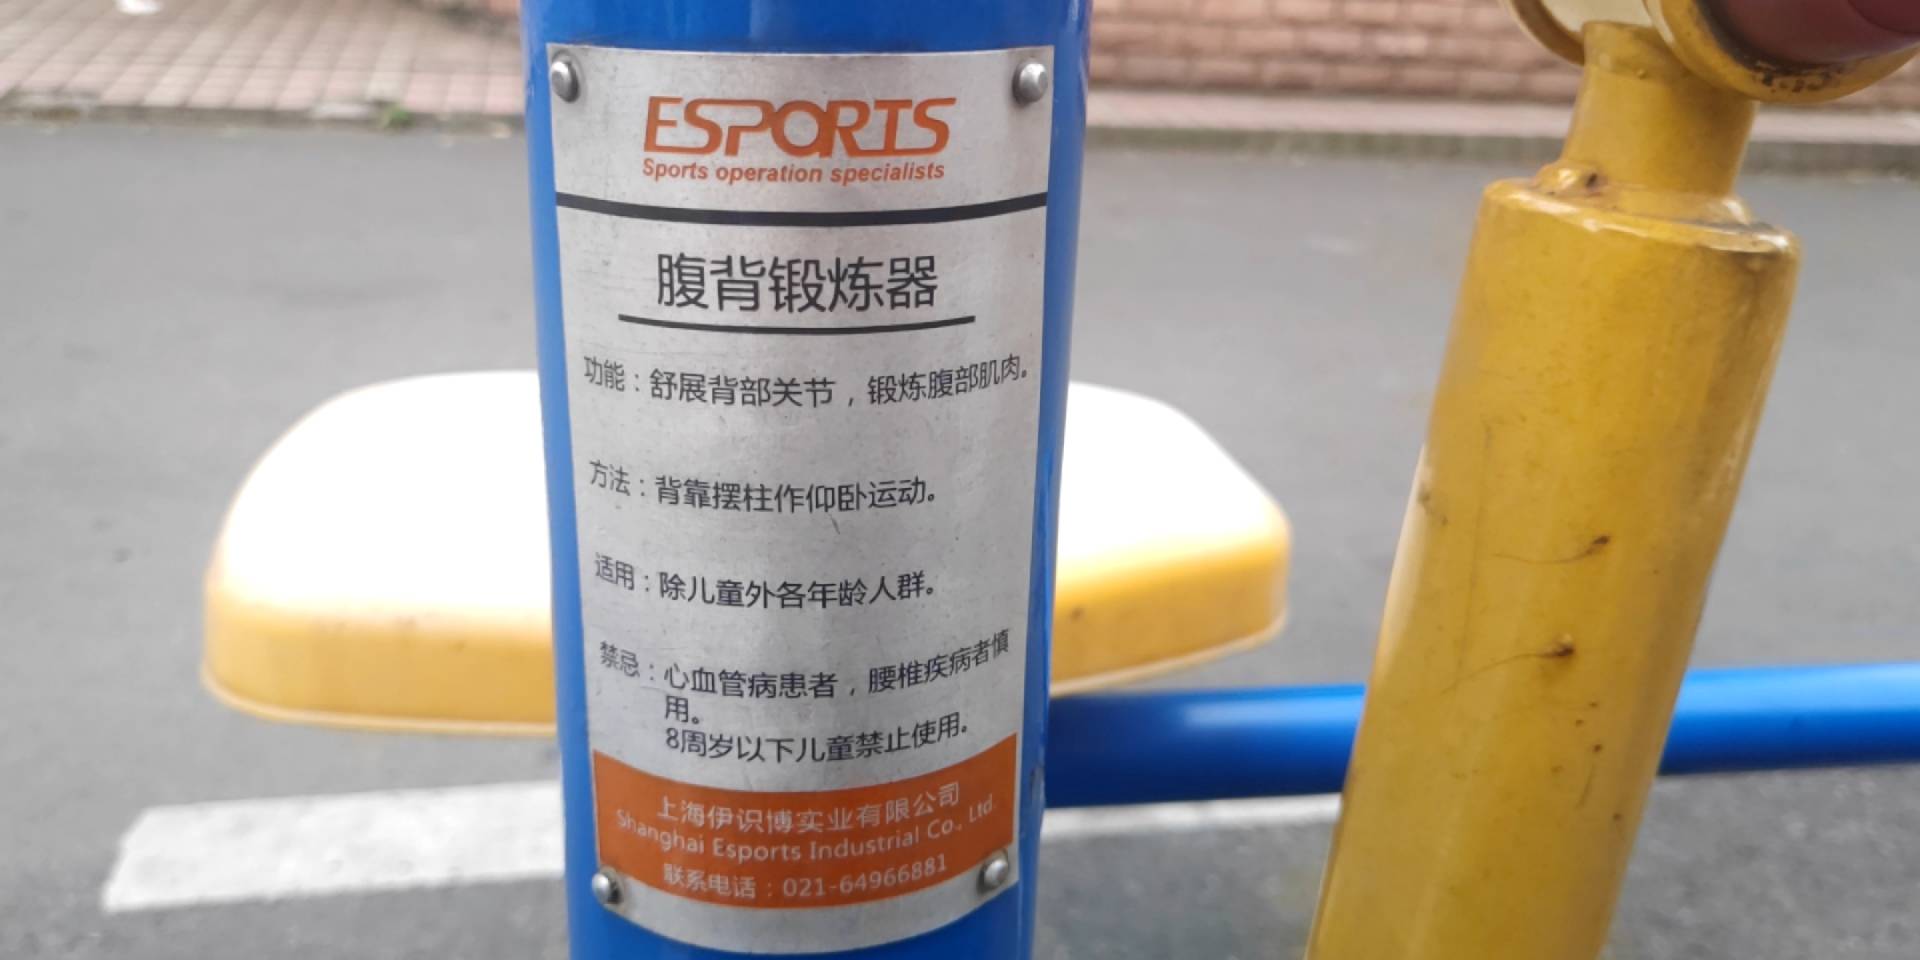 ESPORTS
Sports operation specialists
腹背锻炼器
功能：舒展背部关节，锻炼腹部肌肉。
方法：背靠摆柱作仰卧运动。
适用：除儿童外各年龄人群。
禁忌：心血管病患者，腰椎疾病者慎
用。
8周岁以下儿童禁止使用。
上海伊识博实业有限公司
Shanghai Esports Industrial Co., Ltd.
联系电话：021-64966881